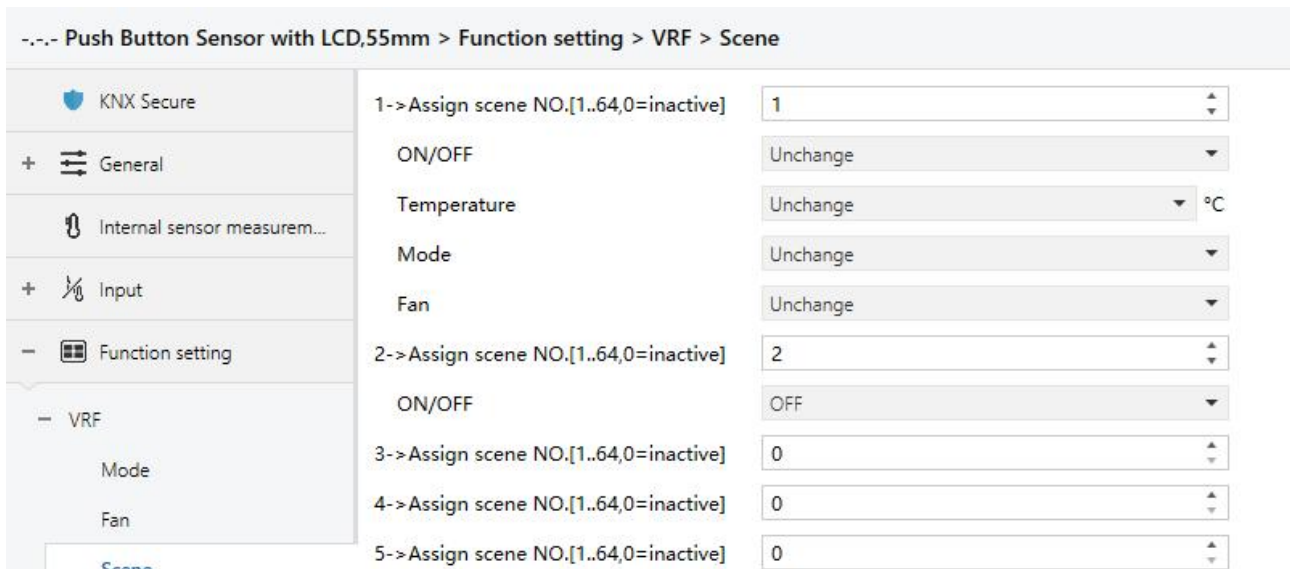 -.-.- Push Button Sensor with LCD,55mm > Function setting > VRF > Scene
KNX Secure
+ General
Internal sensor measurem...
+ Input
− Function setting
− VRF
Mode
Fan
Scene
1->Assign scene NO.[1..64,0=inactive] 1
ON/OFF Unchange
Temperature Unchange °C
Mode Unchange
Fan Unchange
2->Assign scene NO.[1..64,0=inactive] 2
ON/OFF OFF
3->Assign scene NO.[1..64,0=inactive] 0
4->Assign scene NO.[1..64,0=inactive] 0
5->Assign scene NO.[1..64,0=inactive] 0